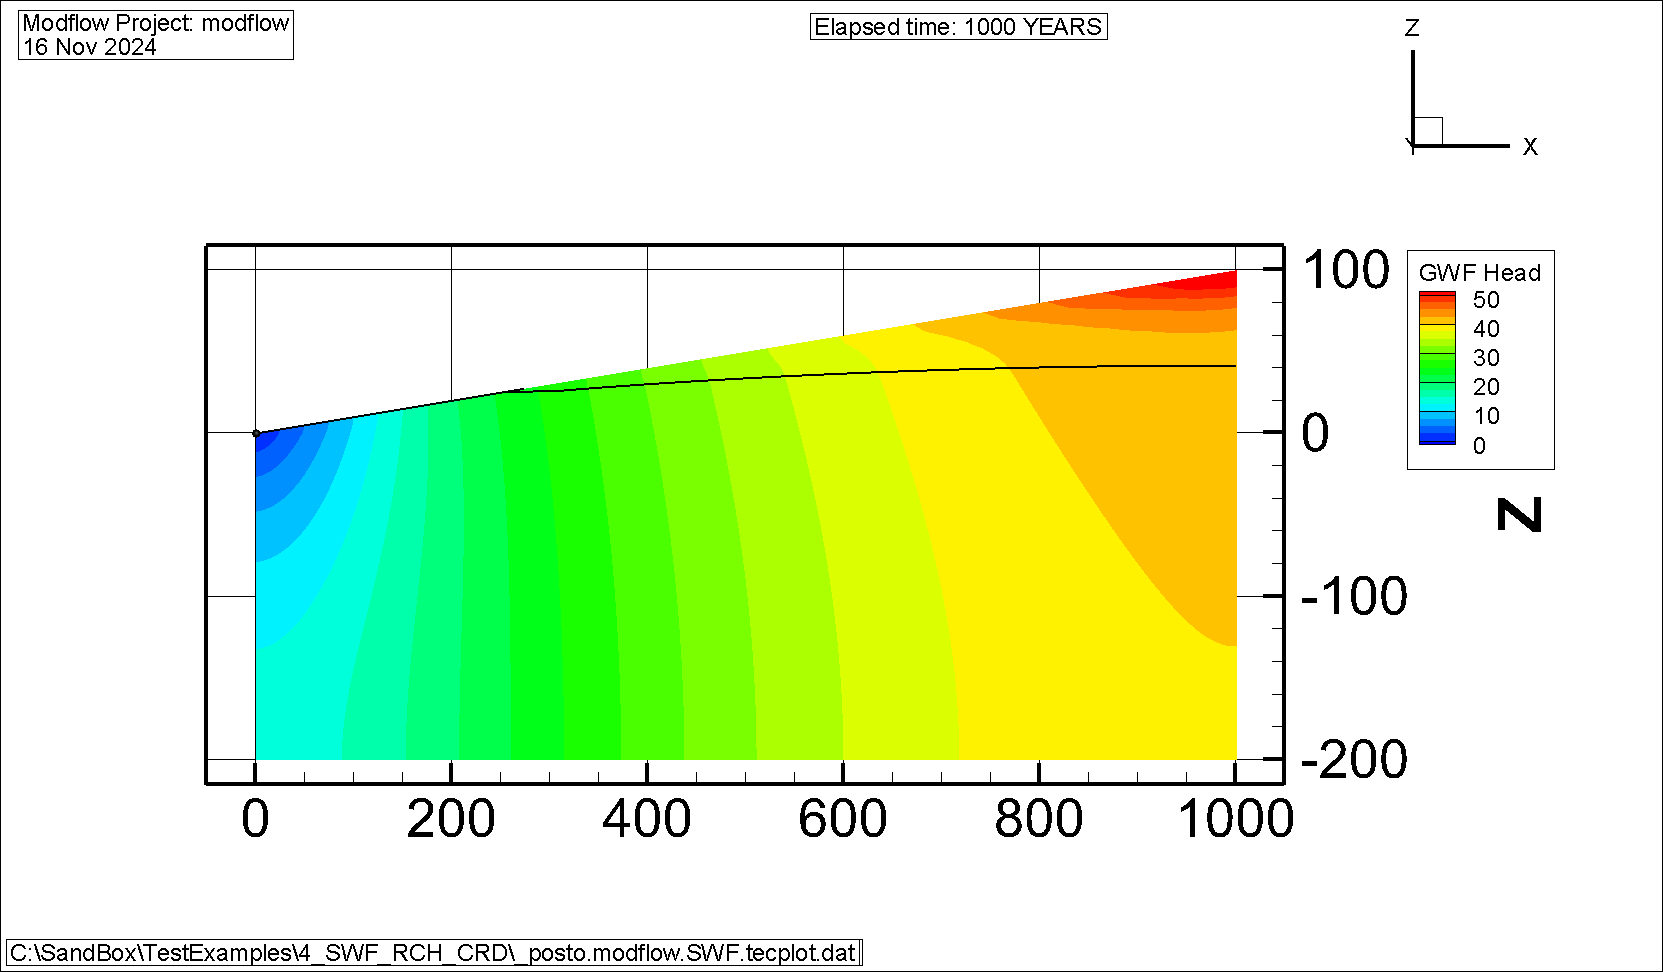 Modflow Project: modflow
16 Nov 2024
Elapsed time: 1000 YEARS
Z
X
Y
100
0
-100
-200
GWF Head
50
40
30
20
10
0
Z
0
200
400
600
800
1000
C:\SandBox\TestExamples\4_SWF_RCH_CRD\_posto.modflow.SWF.tecplot.dat